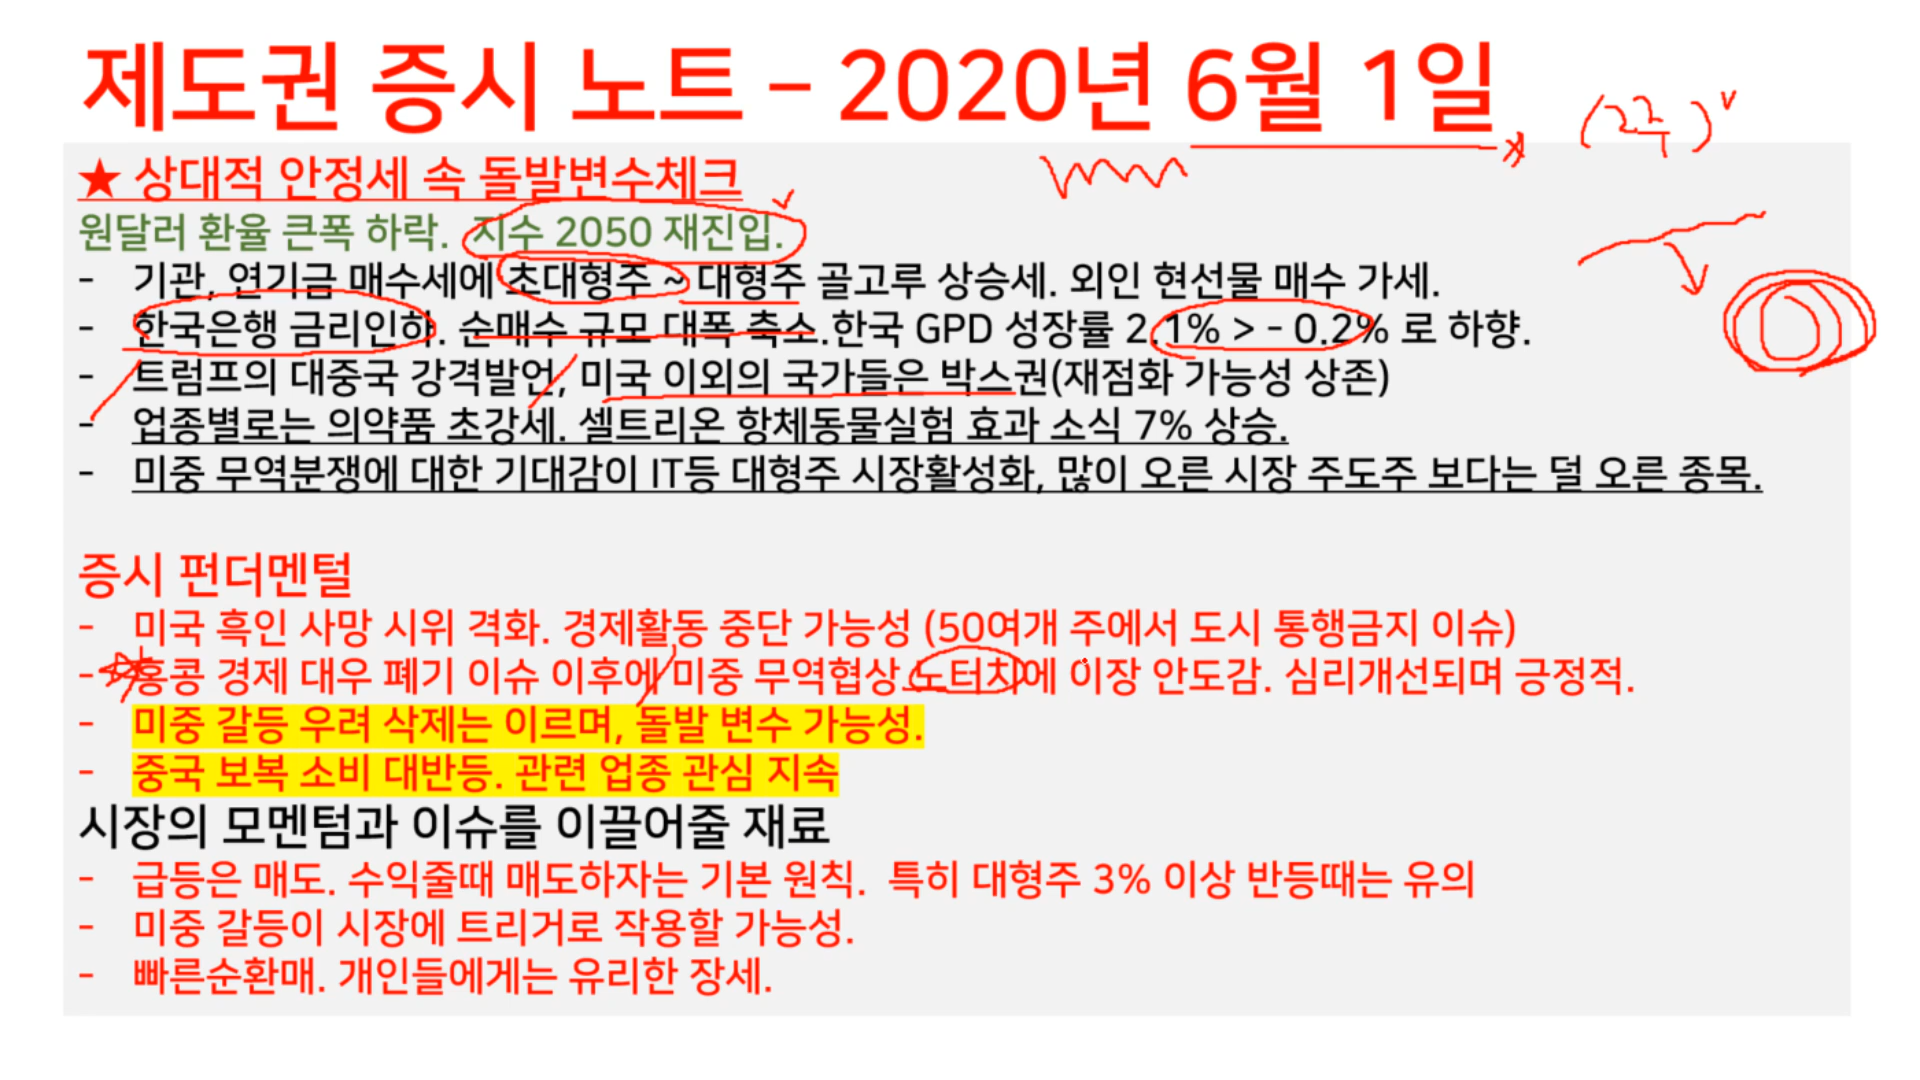 제도권 증시 노트 – 2020년 6월 1일
★ 상대적 안정세 속 돌발변수체크
원달러 환율 큰폭 하락. 지수 2050 재진입.
- 기관, 연기금 매수세에 초대형주 ~ 대형주 골고루 상승세. 외인 현선물 매수 가세.
- 한국은행 금리인하. 순매수 규모 대폭 축소.한국 GPD 성장률 2.1% > - 0.2% 로 하향.
- 트럼프의 대중국 강격발언, 미국 이외의 국가들은 박스권(재점화 가능성 상존)
- 업종별로는 의약품 초강세. 셀트리온 항체동물실험 효과 소식 7% 상승.
- 미중 무역분쟁에 대한 기대감이 IT등 대형주 시장활성화, 많이 오른 시장 주도주 보다는 덜 오른 종목.
증시 펀더멘털
- 미국 흑인 사망 시위 격화. 경제활동 중단 가능성 (50여개 주에서 도시 통행금지 이슈)
- 홍콩 경제 대우 폐기 이슈 이후에 미중 무역협상 노터치에 이장 안도감. 심리개선되며 긍정적.
- 미중 갈등 우려 삭제는 이르며, 돌발 변수 가능성.
- 중국 보복 소비 대반등. 관련 업종 관심 지속
시장의 모멘텀과 이슈를 이끌어줄 재료
- 급등은 매도. 수익줄때 매도하자는 기본 원칙. 특히 대형주 3% 이상 반등때는 유의
- 미중 갈등이 시장에 트리거로 작용할 가능성.
- 빠른순환매. 개인들에게는 유리한 장세.